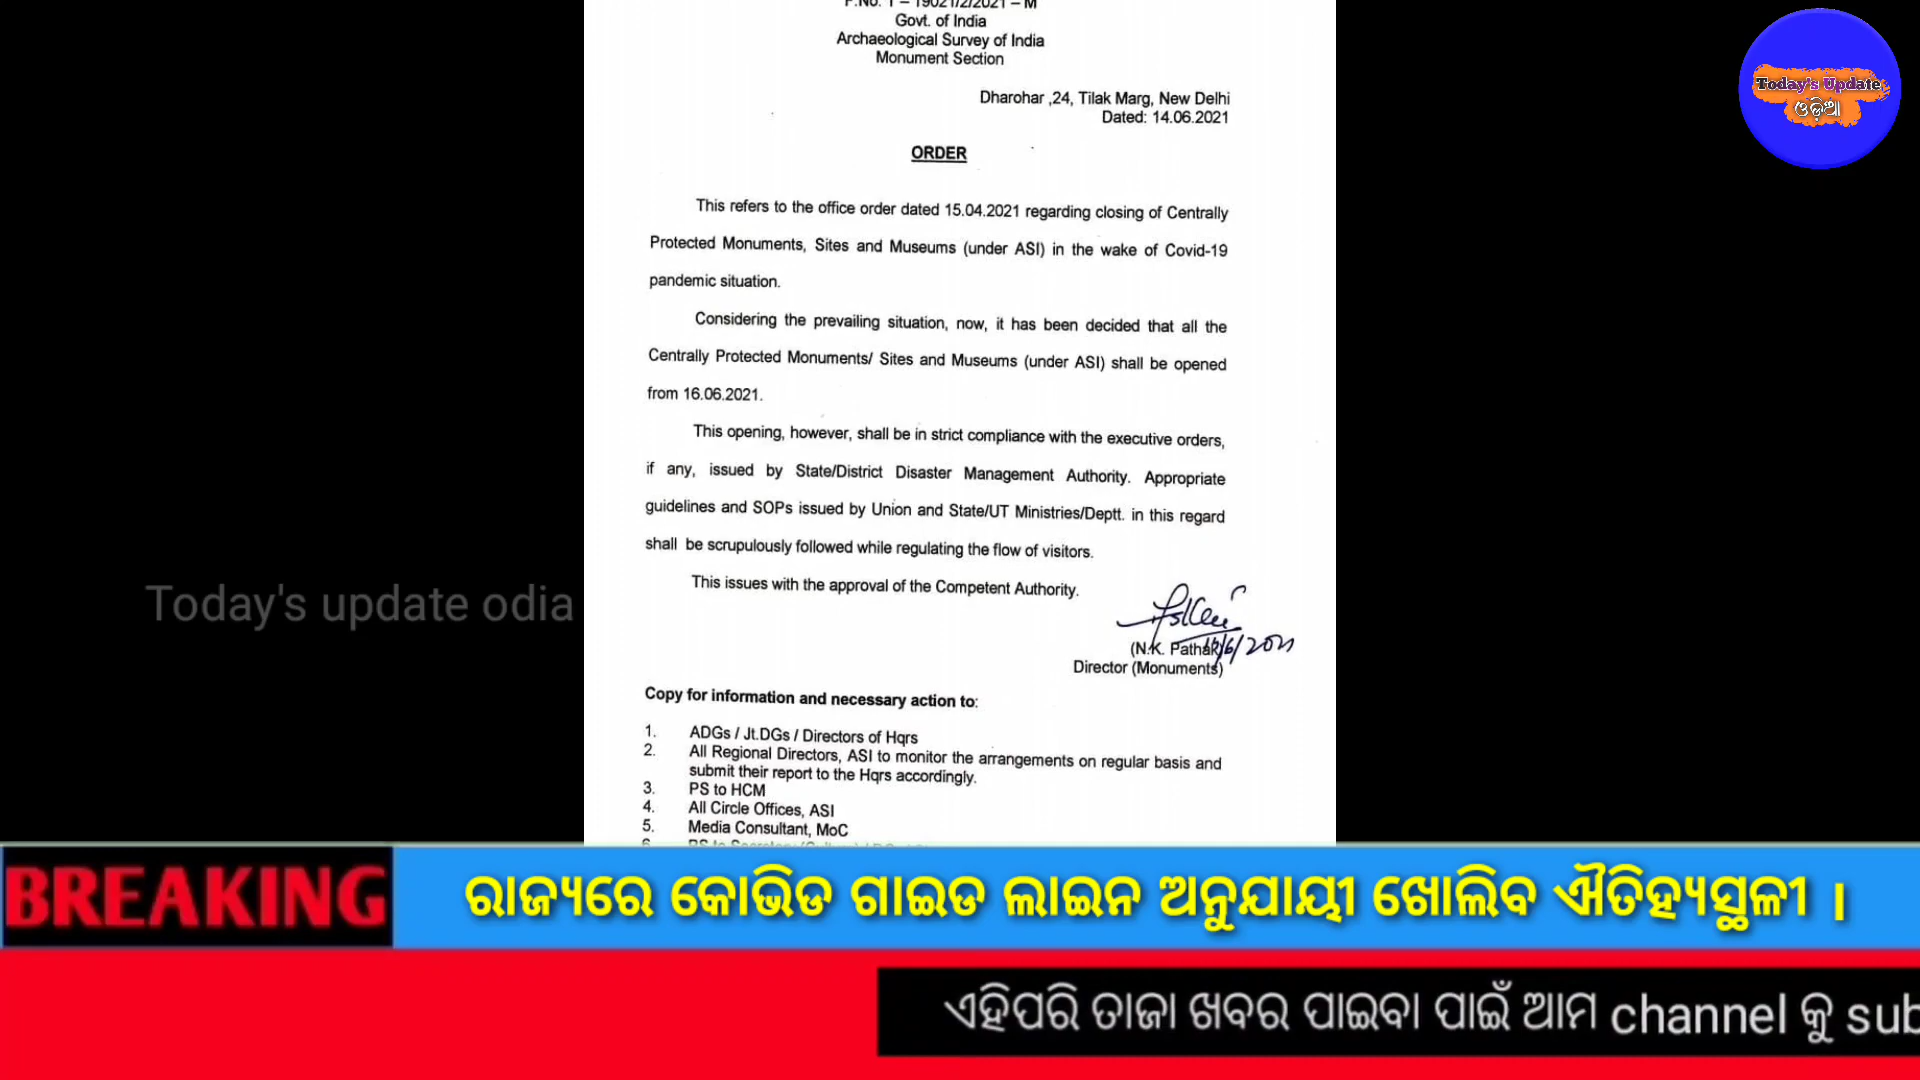 F.No. T – 19021/2/2021 – M
Govt. of India
Archaeological Survey of India
Monument Section
Dharohar ,24, Tilak Marg, New Delhi
Dated: 14.06.2021
ORDER
This refers to the office order dated 15.04.2021 regarding closing of Centrally
Protected Monuments, Sites and Museums (under ASI) in the wake of Covid-19
pandemic situation.
Considering the prevailing situation, now, it has been decided that all the
Centrally Protected Monuments/ Sites and Museums (under ASI) shall be opened
from 16.06.2021.
This opening, however, shall be in strict compliance with the executive orders,
if any, issued by State/District Disaster Management Authority. Appropriate
guidelines and SOPs issued by Union and State/UT Ministries/Deptt. in this regard
shall be scrupulously followed while regulating the flow of visitors.
This issues with the approval of the Competent Authority.
(N.K. Pathak)
Director (Monuments)
Copy for information and necessary action to:
1. ADGs / Jt.DGs / Directors of Hqrs
2. All Regional Directors, ASI to monitor the arrangements on regular basis and
submit their report to the Hqrs accordingly.
3. PS to HCM
4. All Circle Offices, ASI
5. Media Consultant, MoC
Today's Update
ଓଡ଼ିଆ
Today's update odia
BREAKING
ରାଜ୍ୟରେ କୋଭିଡ ଗାଇଡ ଲାଇନ ଅନୁଯାୟୀ ଖୋଲିବ ଐତିହ୍ୟସ୍ଥଳୀ ।
ଏହିପରି ତାଜା ଖବର ପାଇବା ପାଇଁ ଆମ channel କୁ sub